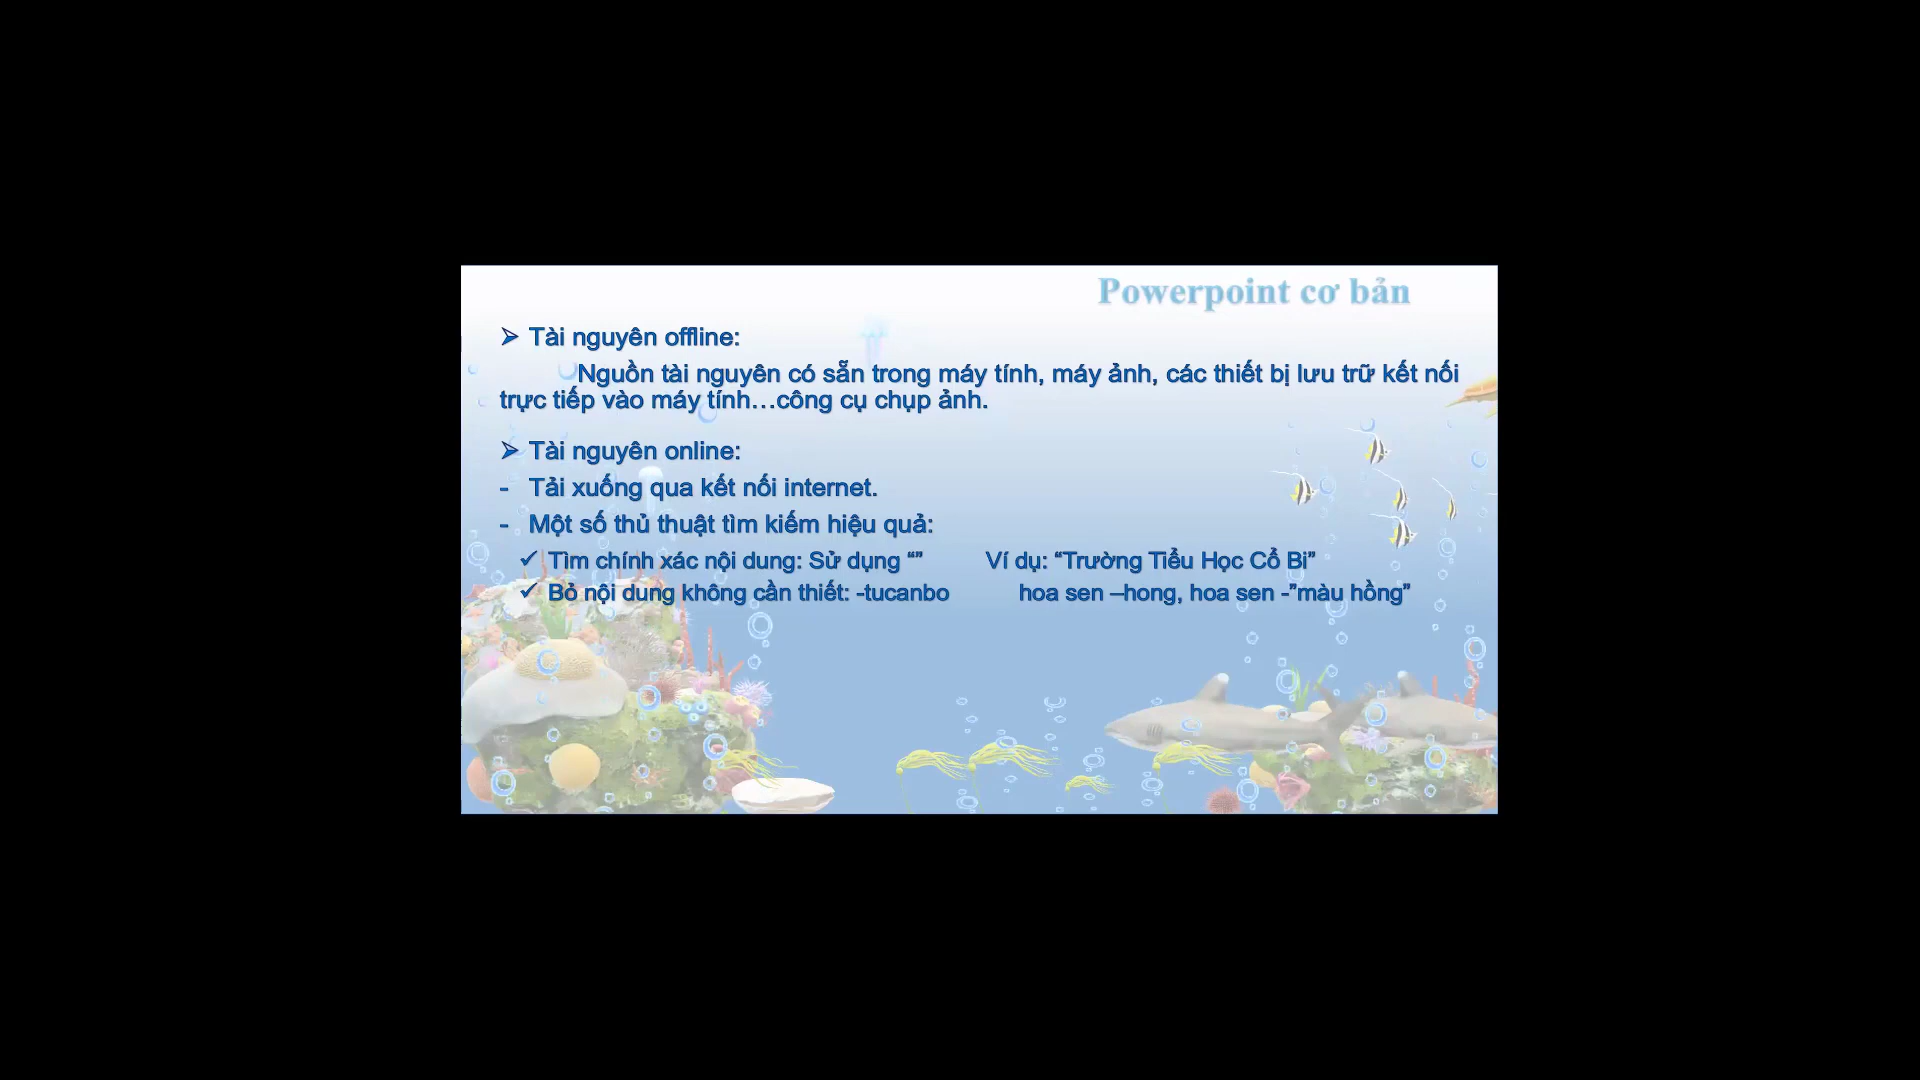 Powerpoint cơ bản
➢ Tài nguyên offline:
Nguồn tài nguyên có sẵn trong máy tính, máy ảnh, các thiết bị lưu trữ kết nối
trực tiếp vào máy tính…công cụ chụp ảnh.
➢ Tài nguyên online:
- Tải xuống qua kết nối internet.
- Một số thủ thuật tìm kiếm hiệu quả:
✓ Tìm chính xác nội dung: Sử dụng “” Ví dụ: “Trường Tiểu Học Cổ Bi”
✓ Bỏ nội dung không cần thiết: -tucanbo hoa sen –hong, hoa sen -”màu hồng”